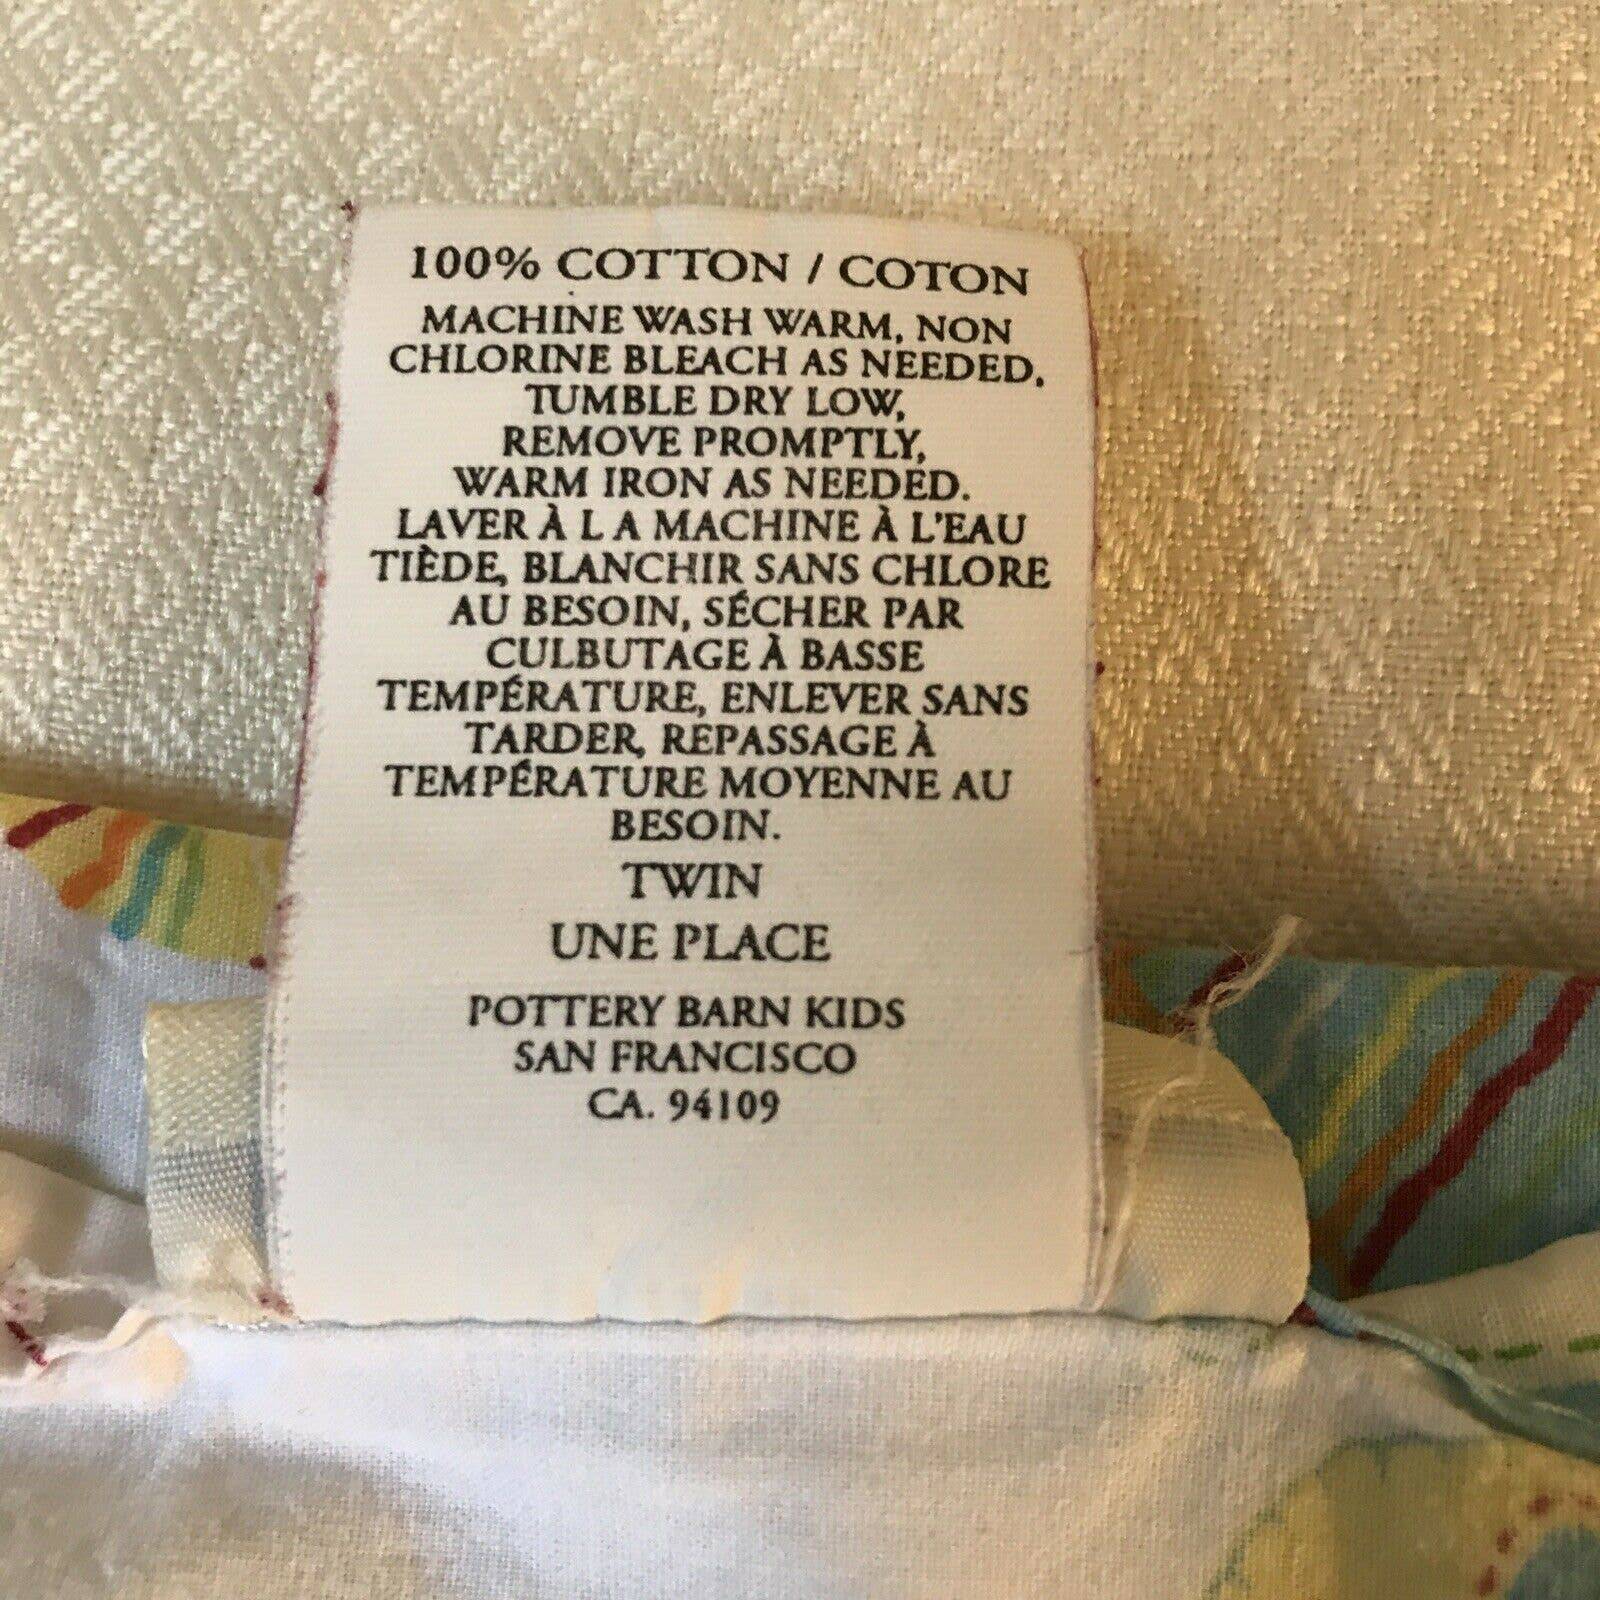 100% COTTON / COTON
MACHINE WASH WARM, NON
CHLORINE BLEACH AS NEEDED,
TUMBLE DRY LOW,
REMOVE PROMPTLY,
WARM IRON AS NEEDED.
LAVER À L A MACHINE À L'EAU
TIÈDE, BLANCHIR SANS CHLORE
AU BESOIN, SÉCHER PAR
CULBUTAGE À BASSE
TEMPÉRATURE, ENLEVER SANS
TARDER, REPASSAGE À
TEMPÉRATURE MOYENNE AU
BESOIN.
TWIN
UNE PLACE
POTTERY BARN KIDS
SAN FRANCISCO
CA. 94109